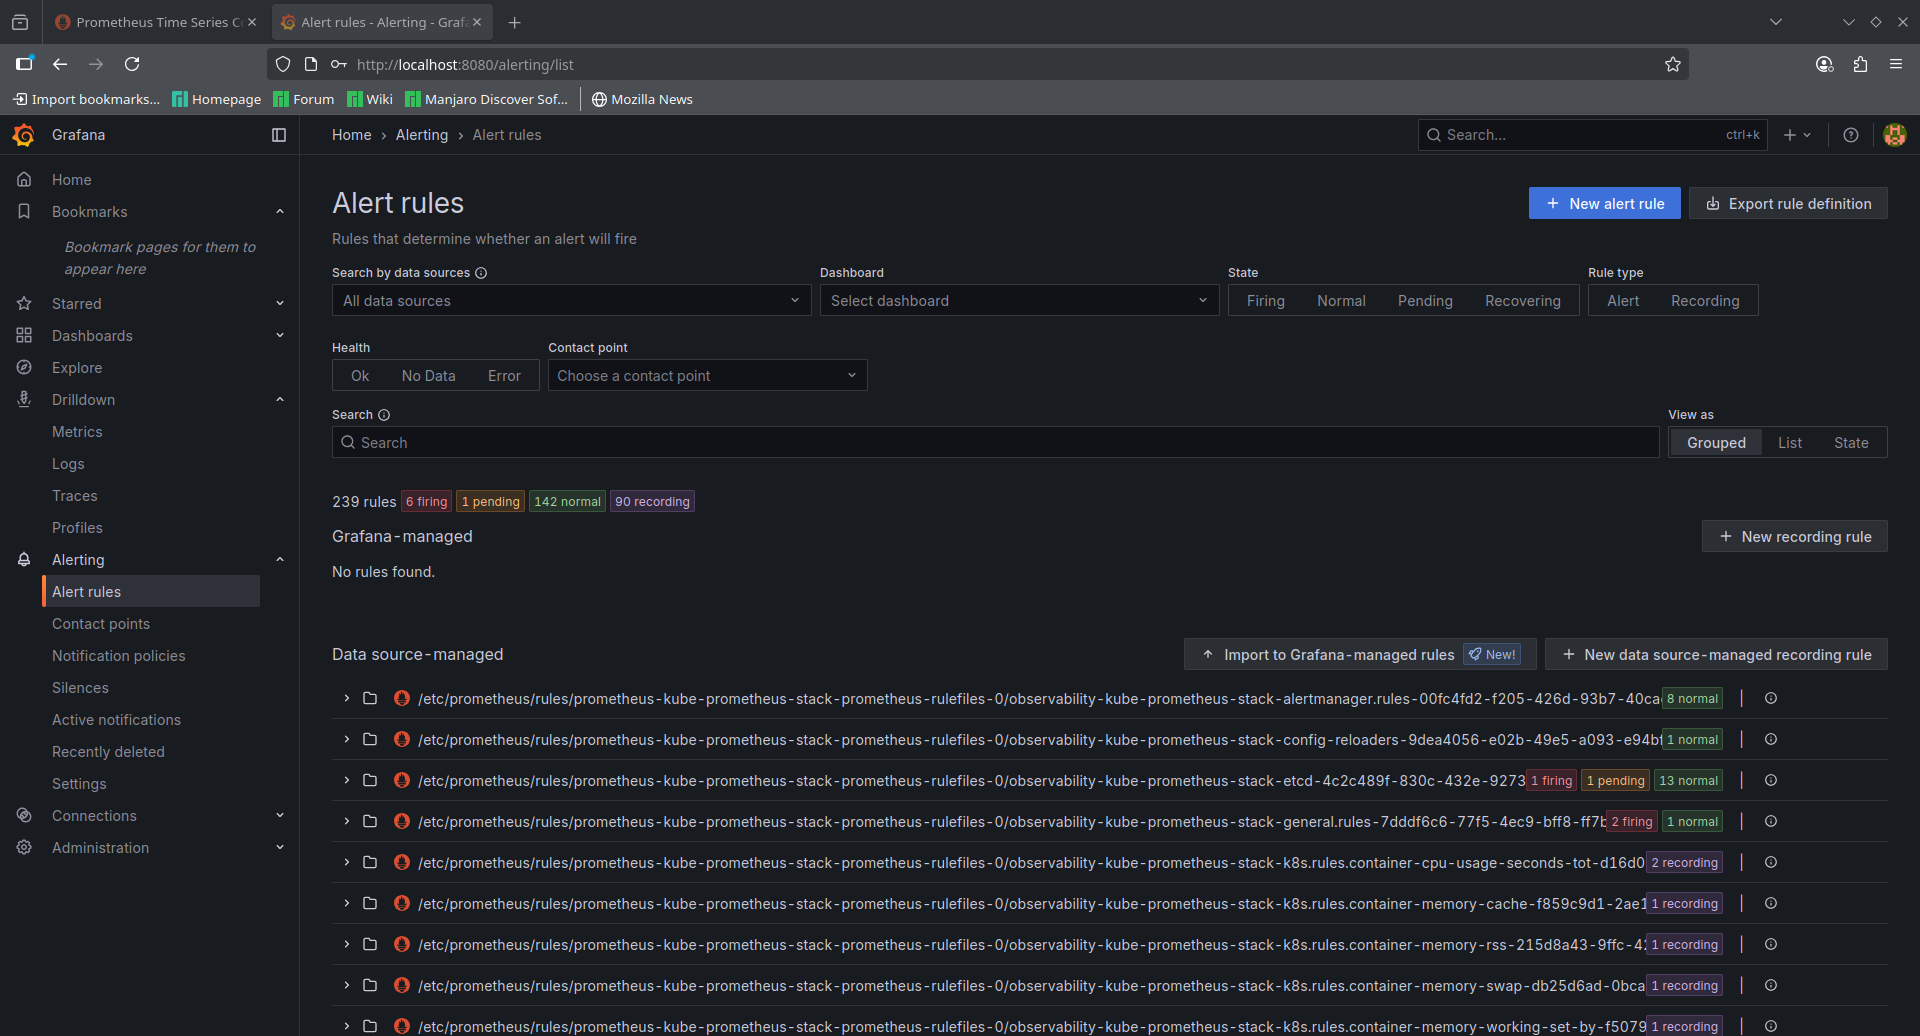 Prometheus Time Series C
Alert rules - Alerting - Graf
http://localhost:8080/alerting/list
Import bookmarks...
Homepage
Forum
Wiki
Manjaro Discover Sof...
Mozilla News
Grafana
Home › Alerting › Alert rules
Search...
ctrl+k
Home
Bookmarks
Bookmark pages for them to
appear here
Starred
Dashboards
Explore
Drilldown
Metrics
Logs
Traces
Profiles
Alerting
Alert rules
Contact points
Notification policies
Silences
Active notifications
Recently deleted
Settings
Connections
Administration
Alert rules
New alert rule
Export rule definition
Rules that determine whether an alert will fire
Search by data sources
All data sources
Dashboard
Select dashboard
State
Firing Normal Pending Recovering
Rule type
Alert Recording
Health
Ok No Data Error
Contact point
Choose a contact point
Search
Search
View as
Grouped List State
239 rules 6 firing 1 pending 142 normal 90 recording
Grafana-managed
New recording rule
No rules found.
Data source-managed
Import to Grafana-managed rules New!
New data source-managed recording rule
/etc/prometheus/rules/prometheus-kube-prometheus-stack-prometheus-rulefiles-0/observability-kube-prometheus-stack-alertmanager.rules-00fc4fd2-f205-426d-93b7-40ca 8 normal
/etc/prometheus/rules/prometheus-kube-prometheus-stack-prometheus-rulefiles-0/observability-kube-prometheus-stack-config-reloaders-9dea4056-e02b-49e5-a093-e94b 1 normal
/etc/prometheus/rules/prometheus-kube-prometheus-stack-prometheus-rulefiles-0/observability-kube-prometheus-stack-etcd-4c2c489f-830c-432e-9273 1 firing 1 pending 13 normal
/etc/prometheus/rules/prometheus-kube-prometheus-stack-prometheus-rulefiles-0/observability-kube-prometheus-stack-general.rules-7dddf6c6-77f5-4ec9-bff8-ff7b 2 firing 1 normal
/etc/prometheus/rules/prometheus-kube-prometheus-stack-prometheus-rulefiles-0/observability-kube-prometheus-stack-k8s.rules.container-cpu-usage-seconds-tot-d16d0 2 recording
/etc/prometheus/rules/prometheus-kube-prometheus-stack-prometheus-rulefiles-0/observability-kube-prometheus-stack-k8s.rules.container-memory-cache-f859c9d1-2ae1 1 recording
/etc/prometheus/rules/prometheus-kube-prometheus-stack-prometheus-rulefiles-0/observability-kube-prometheus-stack-k8s.rules.container-memory-rss-215d8a43-9ffc-42 1 recording
/etc/prometheus/rules/prometheus-kube-prometheus-stack-prometheus-rulefiles-0/observability-kube-prometheus-stack-k8s.rules.container-memory-swap-db25d6ad-0bca 1 recording
/etc/prometheus/rules/prometheus-kube-prometheus-stack-prometheus-rulefiles-0/observability-kube-prometheus-stack-k8s.rules.container-memory-working-set-by-f5079 1 recording